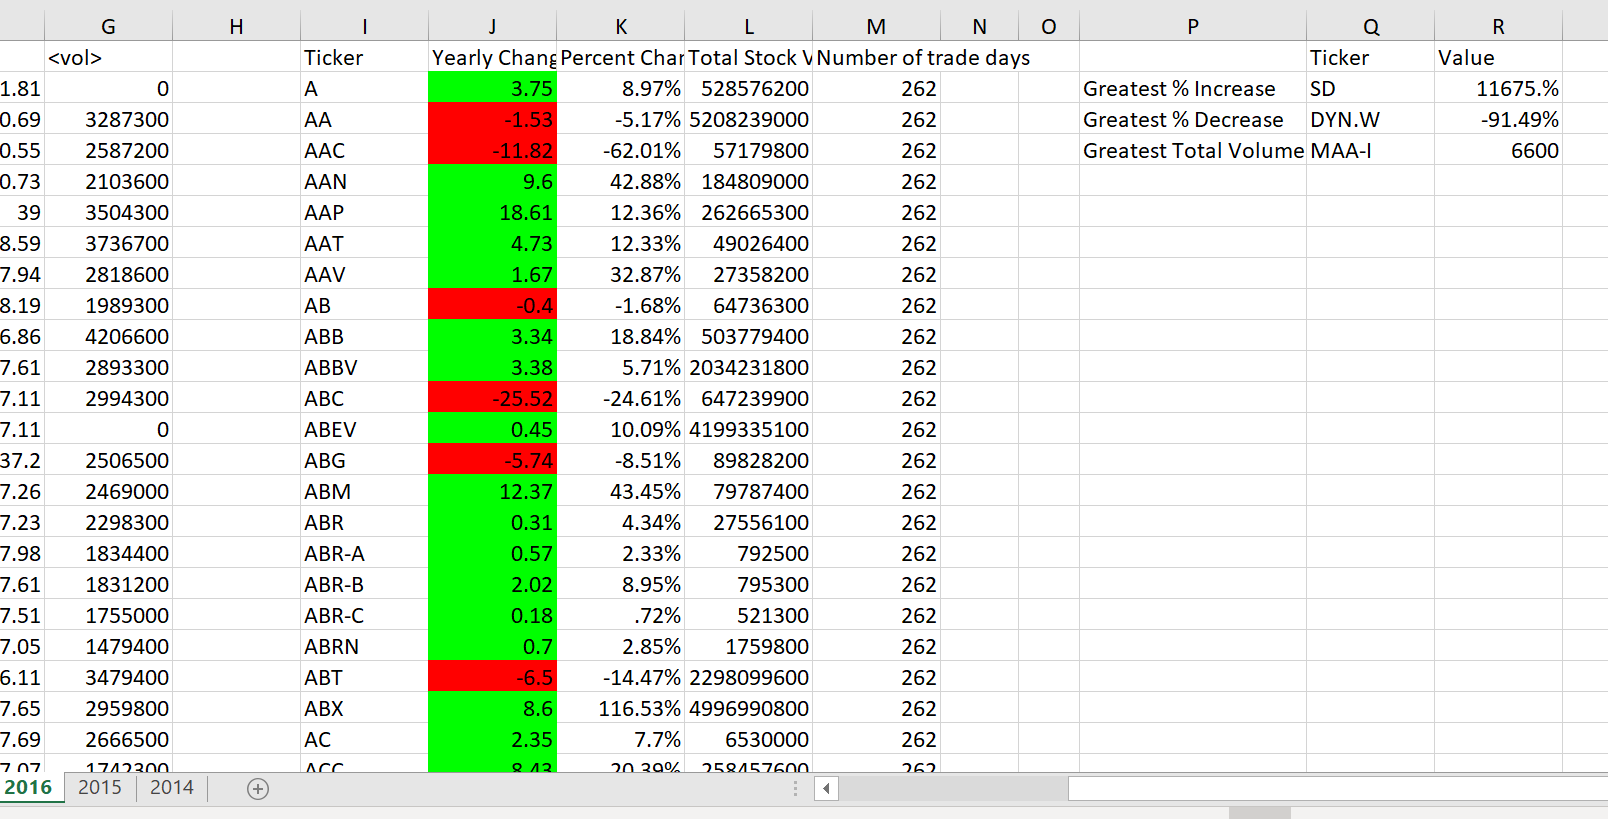 G H I J K L M N O P Q R
<vol> Ticker Yearly Chang Percent Char Total Stock V Number of trade days Ticker Value
1.81 0 A 3.75 8.97% 528576200 262 Greatest % Increase SD 11675.%
0.69 3287300 AA -1.53 -5.17% 5208239000 262 Greatest % Decrease DYN.W -91.49%
0.55 2587200 AAC -11.82 -62.01% 57179800 262 Greatest Total Volume MAA-I 6600
0.73 2103600 AAN 9.6 42.88% 184809000 262
39 3504300 AAP 18.61 12.36% 262665300 262
8.59 3736700 AAT 4.73 12.33% 49026400 262
7.94 2818600 AAV 1.67 32.87% 27358200 262
8.19 1989300 AB -0.4 -1.68% 64736300 262
6.86 4206600 ABB 3.34 18.84% 503779400 262
7.61 2893300 ABBV 3.38 5.71% 2034231800 262
7.11 2994300 ABC -25.52 -24.61% 647239900 262
7.11 0 ABEV 0.45 10.09% 4199335100 262
37.2 2506500 ABG -5.74 -8.51% 89828200 262
7.26 2469000 ABM 12.37 43.45% 79787400 262
7.23 2298300 ABR 0.31 4.34% 27556100 262
7.98 1834400 ABR-A 0.57 2.33% 792500 262
7.61 1831200 ABR-B 2.02 8.95% 795300 262
7.51 1755000 ABR-C 0.18 .72% 521300 262
7.05 1479400 ABRN 0.7 2.85% 1759800 262
6.11 3479400 ABT -6.5 -14.47% 2298099600 262
7.65 2959800 ABX 8.6 116.53% 4996990800 262
7.69 2666500 AC 2.35 7.7% 6530000 262
7.07 1742300 ACC 8.43 20.39% 258457600 262
2016 2015 2014